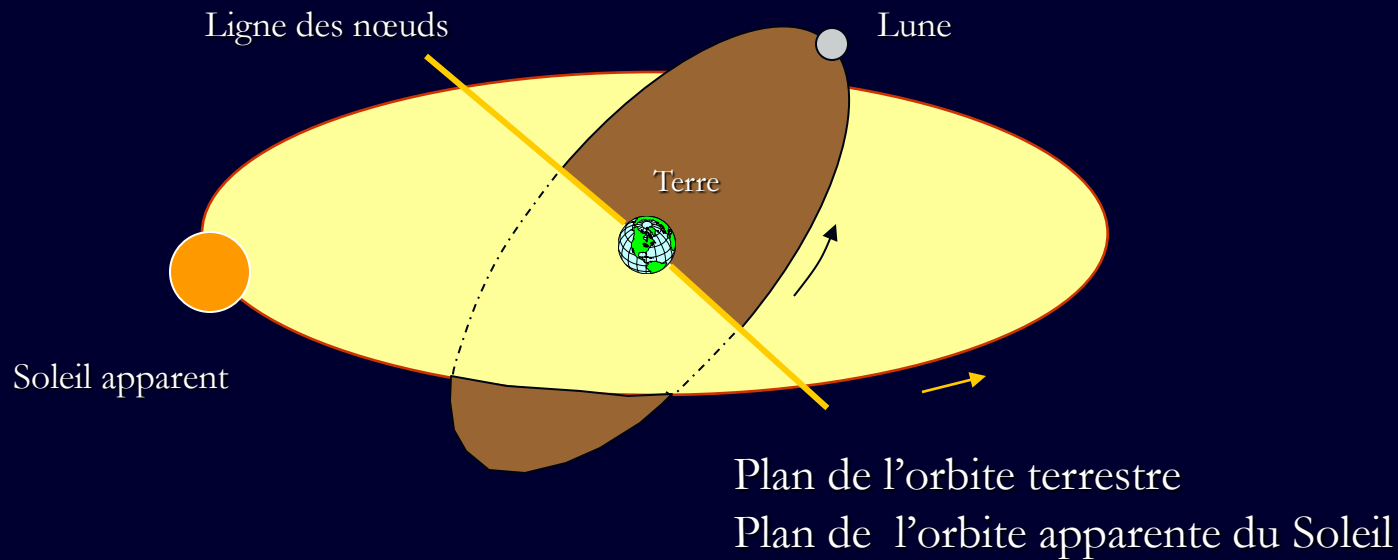 Ligne des nœuds
Lune
Terre
Soleil apparent
Plan de l’orbite terrestre
Plan de l’orbite apparente du Soleil